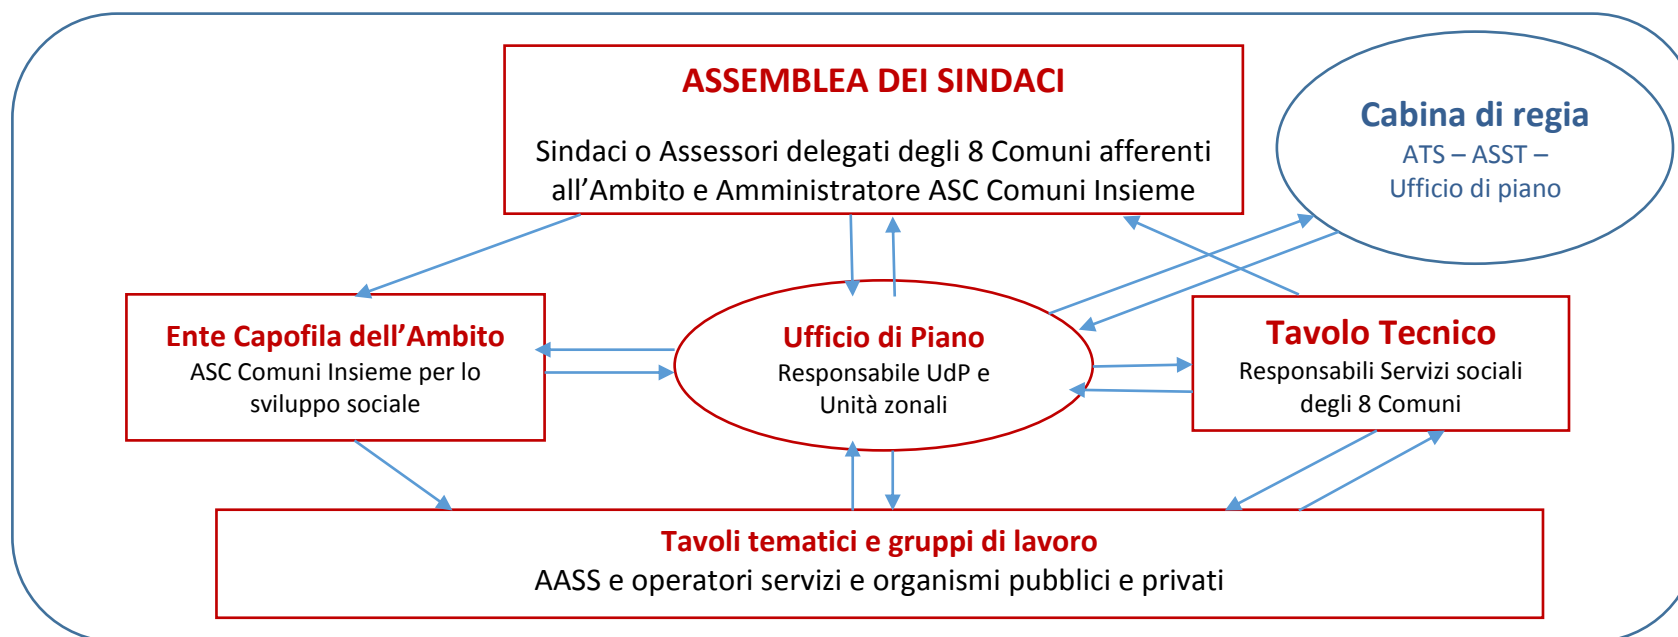 ASSEMBLEA DEI SINDACI
Sindaci o Assessori delegati degli 8 Comuni afferenti
all’Ambito e Amministratore ASC Comuni Insieme
Cabina di regia
ATS – ASST –
Ufficio di piano
Ente Capofila dell’Ambito
ASC Comuni Insieme per lo
sviluppo sociale
Ufficio di Piano
Responsabile UdP e
Unità zonali
Tavolo Tecnico
Responsabili Servizi sociali
degli 8 Comuni
Tavoli tematici e gruppi di lavoro
AASS e operatori servizi e organismi pubblici e privati